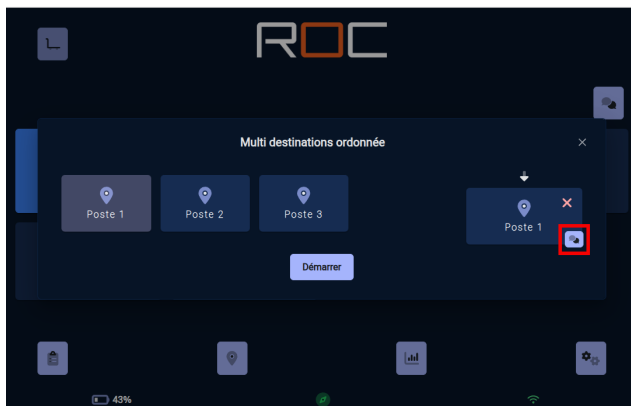 ROC
Multi destinations ordonnée
Poste 1
Poste 2
Poste 3
Poste 1
Démarrer
43%